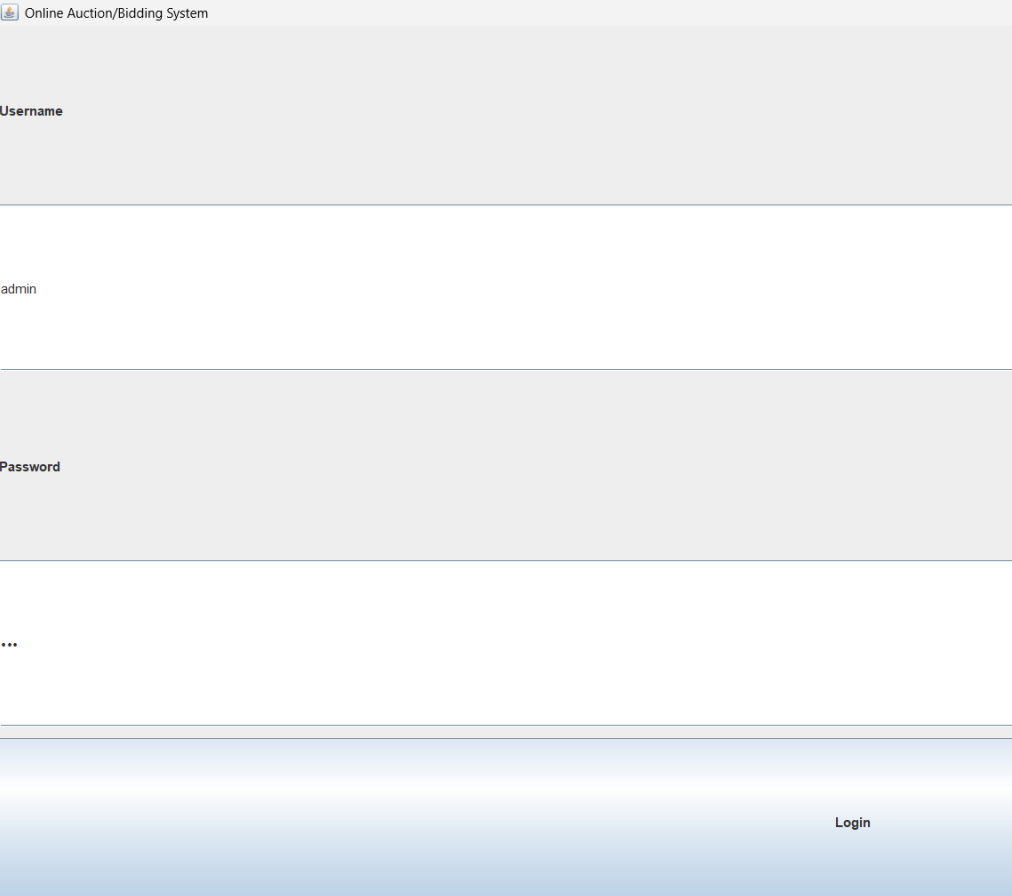 Online Auction/Bidding System
Username
admin
Password
•••
Login